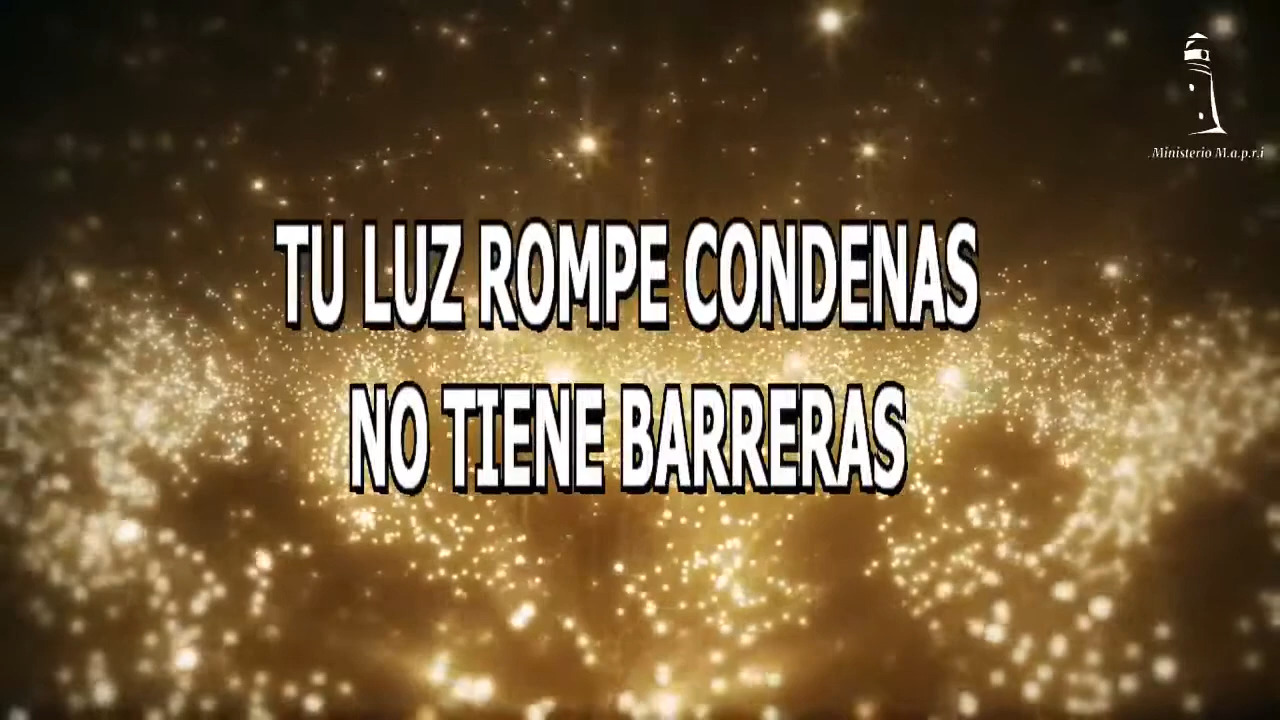 Ministerio M.a.p.r.i
TU LUZ ROMPE CONDENAS
NO TIENE BARRERAS